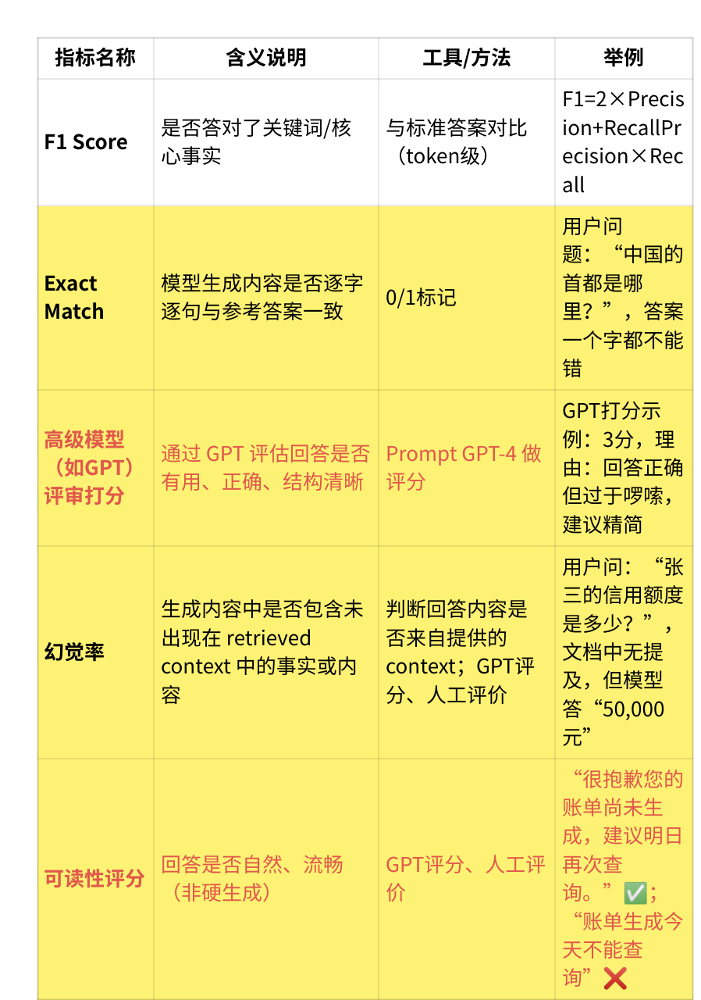 指标名称
含义说明
工具/方法
举例
F1 Score
是否答对了关键词/核
心事实
与标准答案对比
（token级）
F1=2×Precis
ion+RecallPr
ecision×Rec
all
Exact
Match
模型生成内容是否逐字
逐句与参考答案一致
0/1标记
用户问
题：“中国的
首都是哪
里？”，答案
一个字都不能
错
高级模型
（如GPT）
评审打分
通过 GPT 评估回答是否
有用、正确、结构清晰
Prompt GPT-4 做
评分
GPT打分示
例：3分，理
由：回答正确
但过于啰嗦，
建议精简
幻觉率
生成内容中是否包含未
出现在 retrieved
context 中的事实或内
容
判断回答内容是
否来自提供的
context；GPT评
分、人工评价
用户问：“张
三的信用额度
是多少？”，
文档中无提
及，但模型
答“50,000
元”
可读性评分
回答是否自然、流畅
（非硬生成）
GPT评分、人工评
价
“很抱歉您的
账单尚未生
成，建议明日
再次查
询。”✅；
“账单生成今
天不能查
询”❌